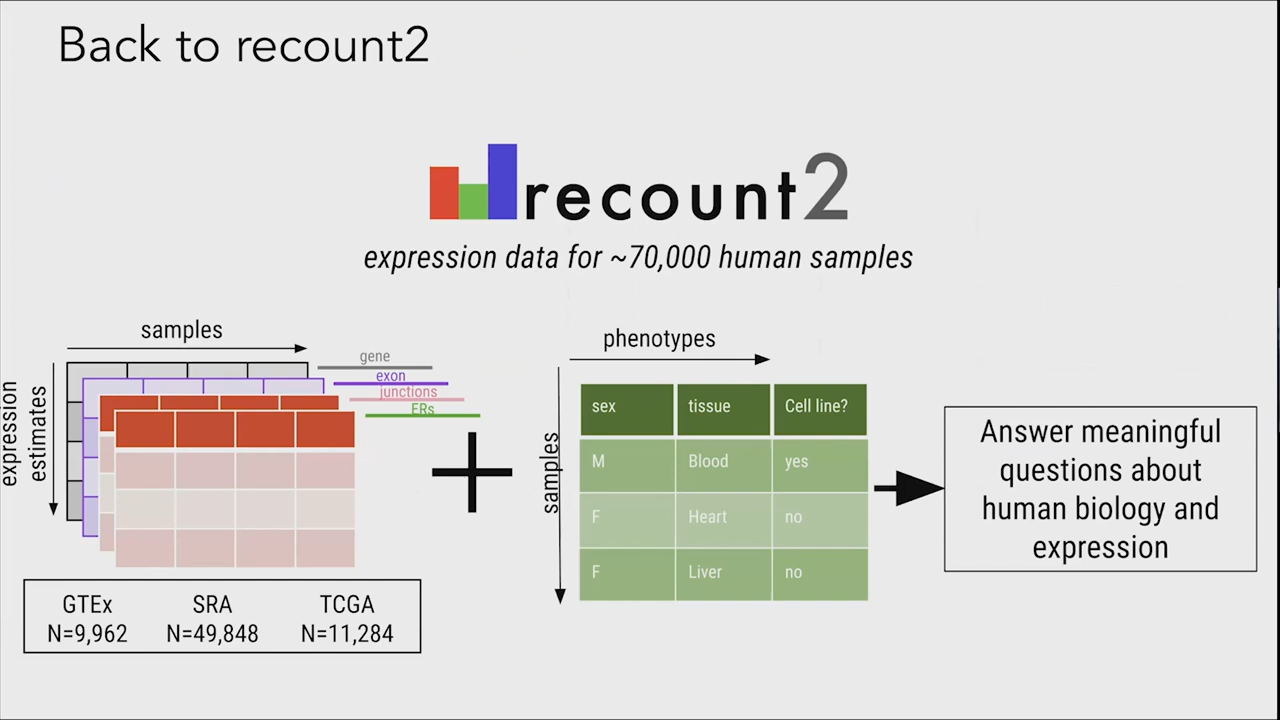 Back to recount2
recount2
expression data for ~70,000 human samples
samples
expression
estimates
gene
exon
junctions
ERs
GTEx SRA TCGA
N=9,962 N=49,848 N=11,284
phenotypes
samples
sex tissue Cell line?
M Blood yes
F Heart no
F Liver no
Answer meaningful
questions about
human biology and
expression